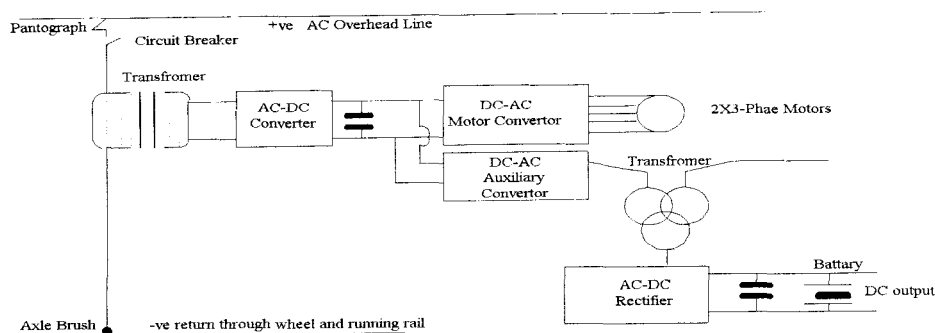 +ve AC Overhead Line
Pantograph
Circuit Breaker
Transfromer
AC-DC
Converter
DC-AC
Motor Convertor
2X3-Phae Motors
DC-AC
Auxiliary
Convertor
Transfromer
AC-DC
Rectifier
Battary
DC output
Axle Brush
-ve return through wheel and running rail